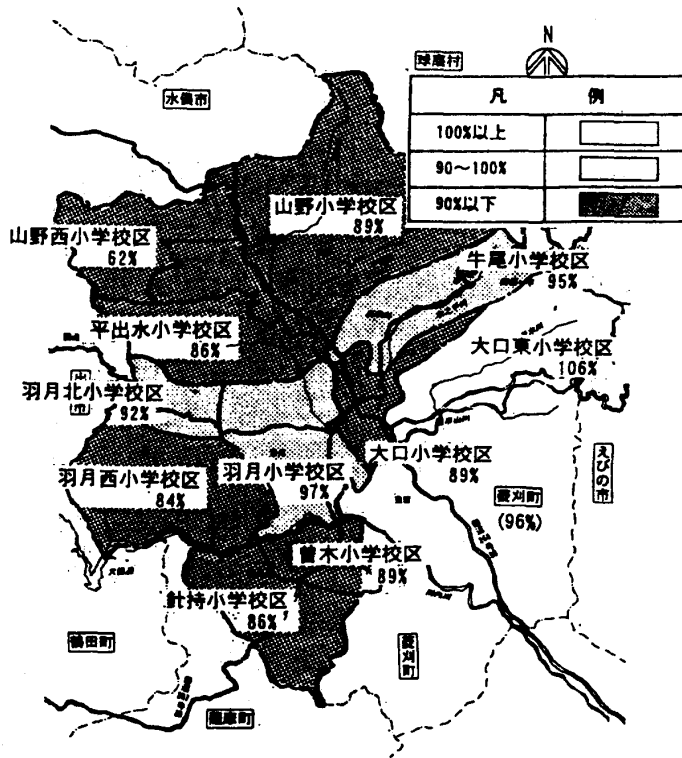 N
球磨村
水俣市
凡 例
100%以上
90～100%
90%以下
山野小学校区
89%
山野西小学校区
62%
牛尾小学校区
95%
平出水小学校区
86%
大口東小学校区
106%
羽月北小学校区
92%
大口小学校区
89%
羽月西小学校区
84%
羽月小学校区
97%
えびの市
菱刈町
(96%)
曽木小学校区
89%
針持小学校区
86%
鶴田町
菱刈町
薩摩町